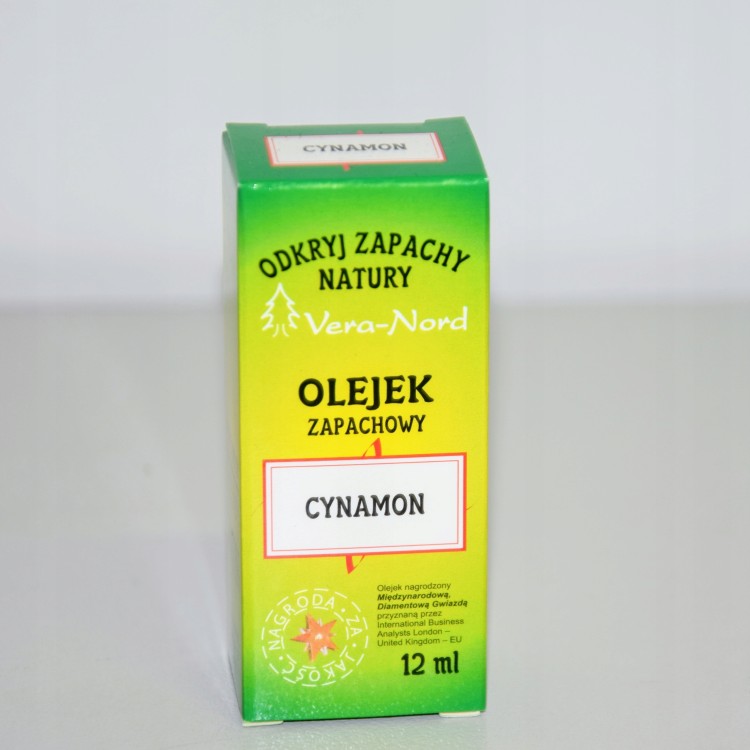 CYNAMON
ODKRYJ ZAPACHY
NATURY
Vera-Nord
OLEJEK
ZAPACHOWY
CYNAMON
NAGRODA · ZA · JAKOŚĆ ·
Olejek nagrodzony
Międzynarodową,
Diamentową Gwiazdą
przyznaną przez
International Business
Analysts London –
United Kingdom – EU
12 ml